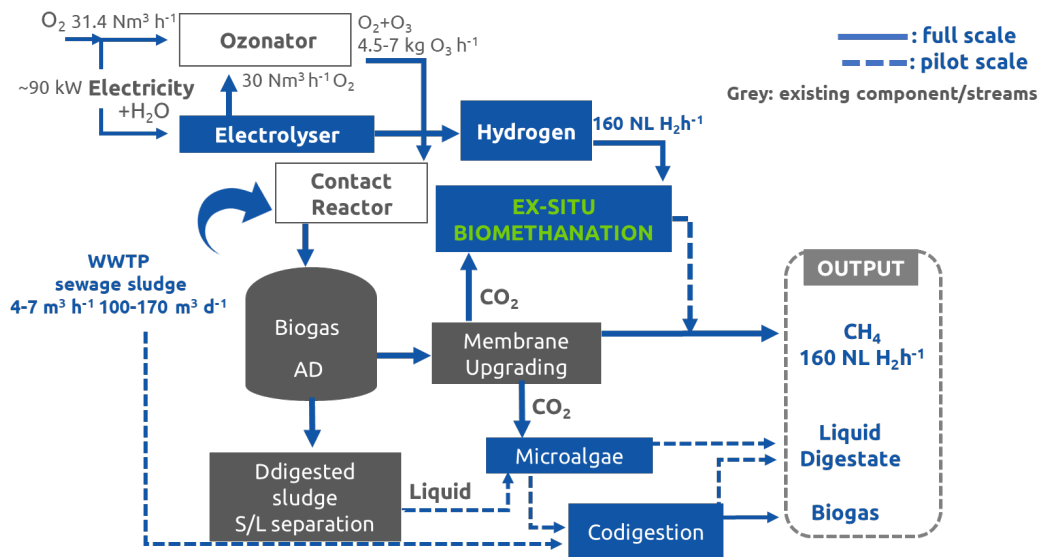 O₂ 31.4 Nm³ h⁻¹
Ozonator
O₂+O₃
4.5-7 kg O₃ h⁻¹
: full scale
: pilot scale
Grey: existing component/streams
~90 kW Electricity
+H₂O
30 Nm³ h⁻¹ O₂
Electrolyser
Hydrogen
160 NL H₂h⁻¹
Contact
Reactor
EX-SITU
BIOMETHANATION
WWTP
sewage sludge
4-7 m³ h⁻¹ 100-170 m³ d⁻¹
Biogas
AD
CO₂
Membrane
Upgrading
CO₂
OUTPUT
CH₄
160 NL H₂h⁻¹
Liquid
Digestate
Biogas
Ddigested
sludge
S/L separation
Liquid
Microalgae
Codigestion